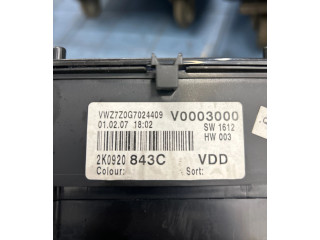 VWZ7Z0G7024409 V0003000
01.02.07 18:02 SW 1612
HW 003
2K0920 843C VDD
Colour: Sort: